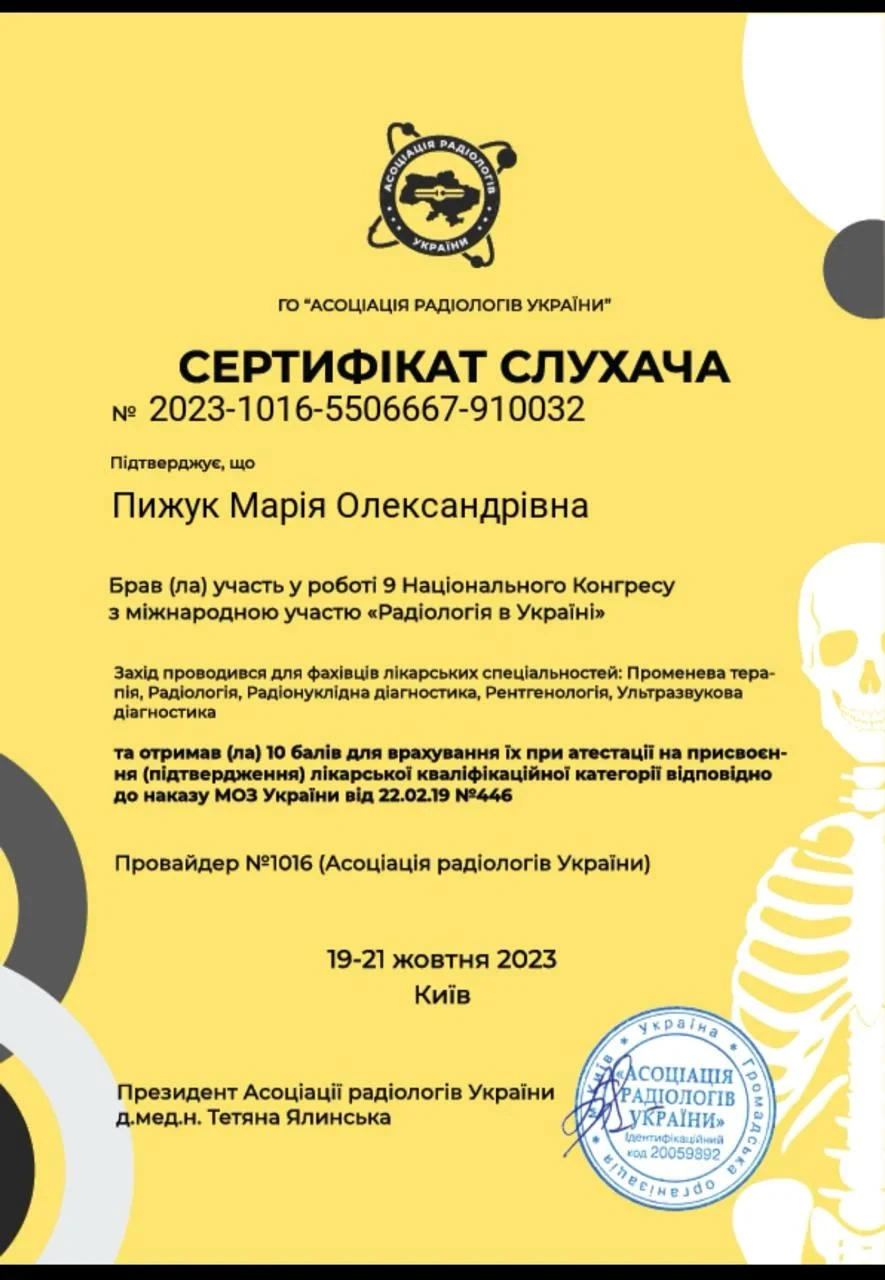 АСОЦІАЦІЯ РАДІОЛОГІВ
УКРАЇНИ
ГО “АСОЦІАЦІЯ РАДІОЛОГІВ УКРАЇНИ”
СЕРТИФІКАТ СЛУХАЧА
№ 2023-1016-5506667-910032
Підтверджує, що
Пижук Марія Олександрівна
Брав (ла) участь у роботі 9 Національного Конгресу
з міжнародною участю «Радіологія в Україні»
Захід проводився для фахівців лікарських спеціальностей: Променева тера-
пія, Радіологія, Радіонуклідна діагностика, Рентгенологія, Ультразвукова
діагностика
та отримав (ла) 10 балів для врахування їх при атестації на присвоєн-
ня (підтвердження) лікарської кваліфікаційної категорії відповідно
до наказу МОЗ України від 22.02.19 №446
Провайдер №1016 (Асоціація радіологів України)
19-21 жовтня 2023
Київ
Президент Асоціації радіологів України
д.мед.н. Тетяна Ялинська
м. Київ * Україна * Громадська організація *
«АСОЦІАЦІЯ
РАДІОЛОГІВ
УКРАЇНИ»
Ідентифікаційний
код 20059892